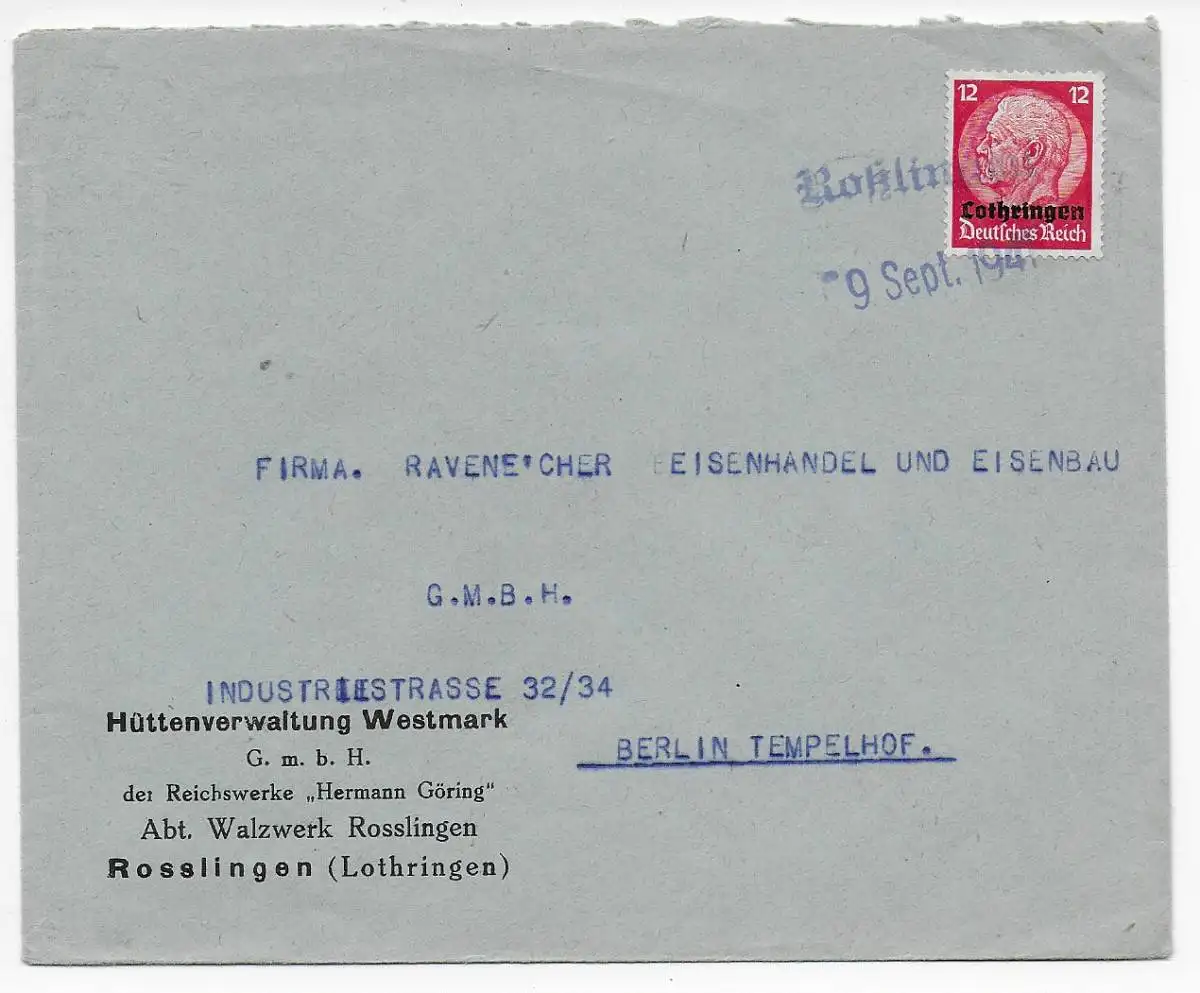 12 12
Lothringen
Deutsches Reich
9 Sept. 194
FIRMA. RAVENE'CHER EISENHANDEL UND EISENBAU
G.M.B.H.
INDUSTRIESTRASSE 32/34
BERLIN TEMPELHOF.
Hüttenverwaltung Westmark
G. m. b. H.
der Reichswerke „Hermann Göring"
Abt. Walzwerk Rosslingen
Rosslingen (Lothringen)